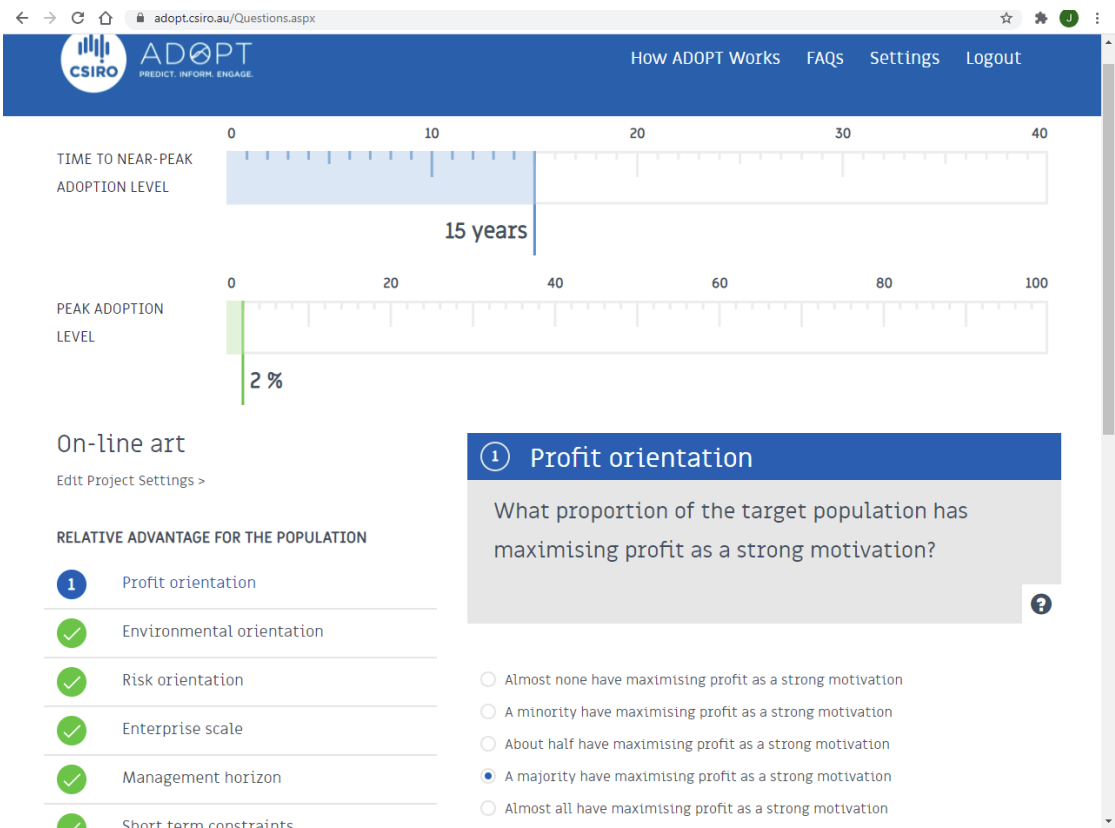 adopt.csiro.au/Questions.aspx
J
CSIRO
ADOPT
PREDICT. INFORM. ENGAGE.
How ADOPT Works FAQs Settings Logout
0 10 20 30 40
TIME TO NEAR-PEAK
ADOPTION LEVEL
15 years
0 20 40 60 80 100
PEAK ADOPTION
LEVEL
2 %
On-line art
Edit Project Settings >
RELATIVE ADVANTAGE FOR THE POPULATION
1 Profit orientation
Environmental orientation
Risk orientation
Enterprise scale
Management horizon
Short term constraints
1 Profit orientation
What proportion of the target population has
maximising profit as a strong motivation?
?
Almost none have maximising profit as a strong motivation
A minority have maximising profit as a strong motivation
About half have maximising profit as a strong motivation
A majority have maximising profit as a strong motivation
Almost all have maximising profit as a strong motivation